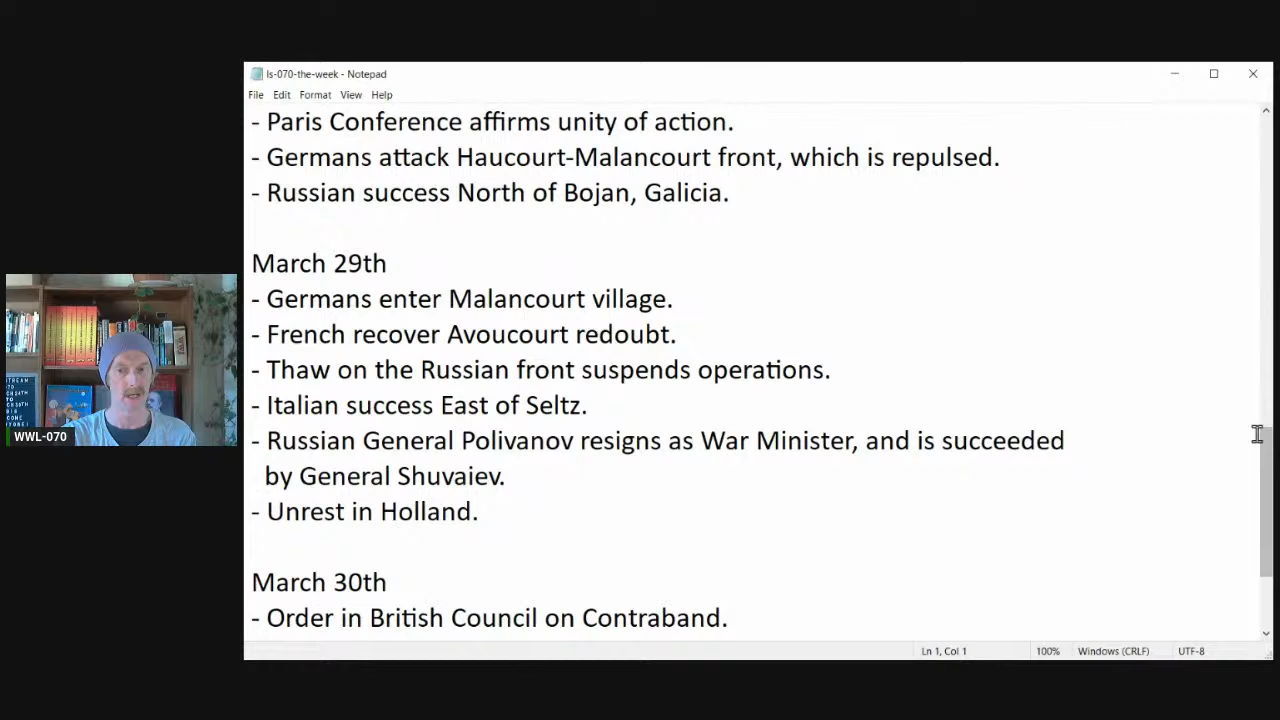 ls-070-the-week - Notepad
File Edit Format View Help
- Paris Conference affirms unity of action.
- Germans attack Haucourt-Malancourt front, which is repulsed.
- Russian success North of Bojan, Galicia.
March 29th
- Germans enter Malancourt village.
- French recover Avoucourt redoubt.
- Thaw on the Russian front suspends operations.
- Italian success East of Seltz.
- Russian General Polivanov resigns as War Minister, and is succeeded
by General Shuvaiev.
- Unrest in Holland.
March 30th
- Order in British Council on Contraband.
Ln 1, Col 1 100% Windows (CRLF) UTF-8
WWL-070